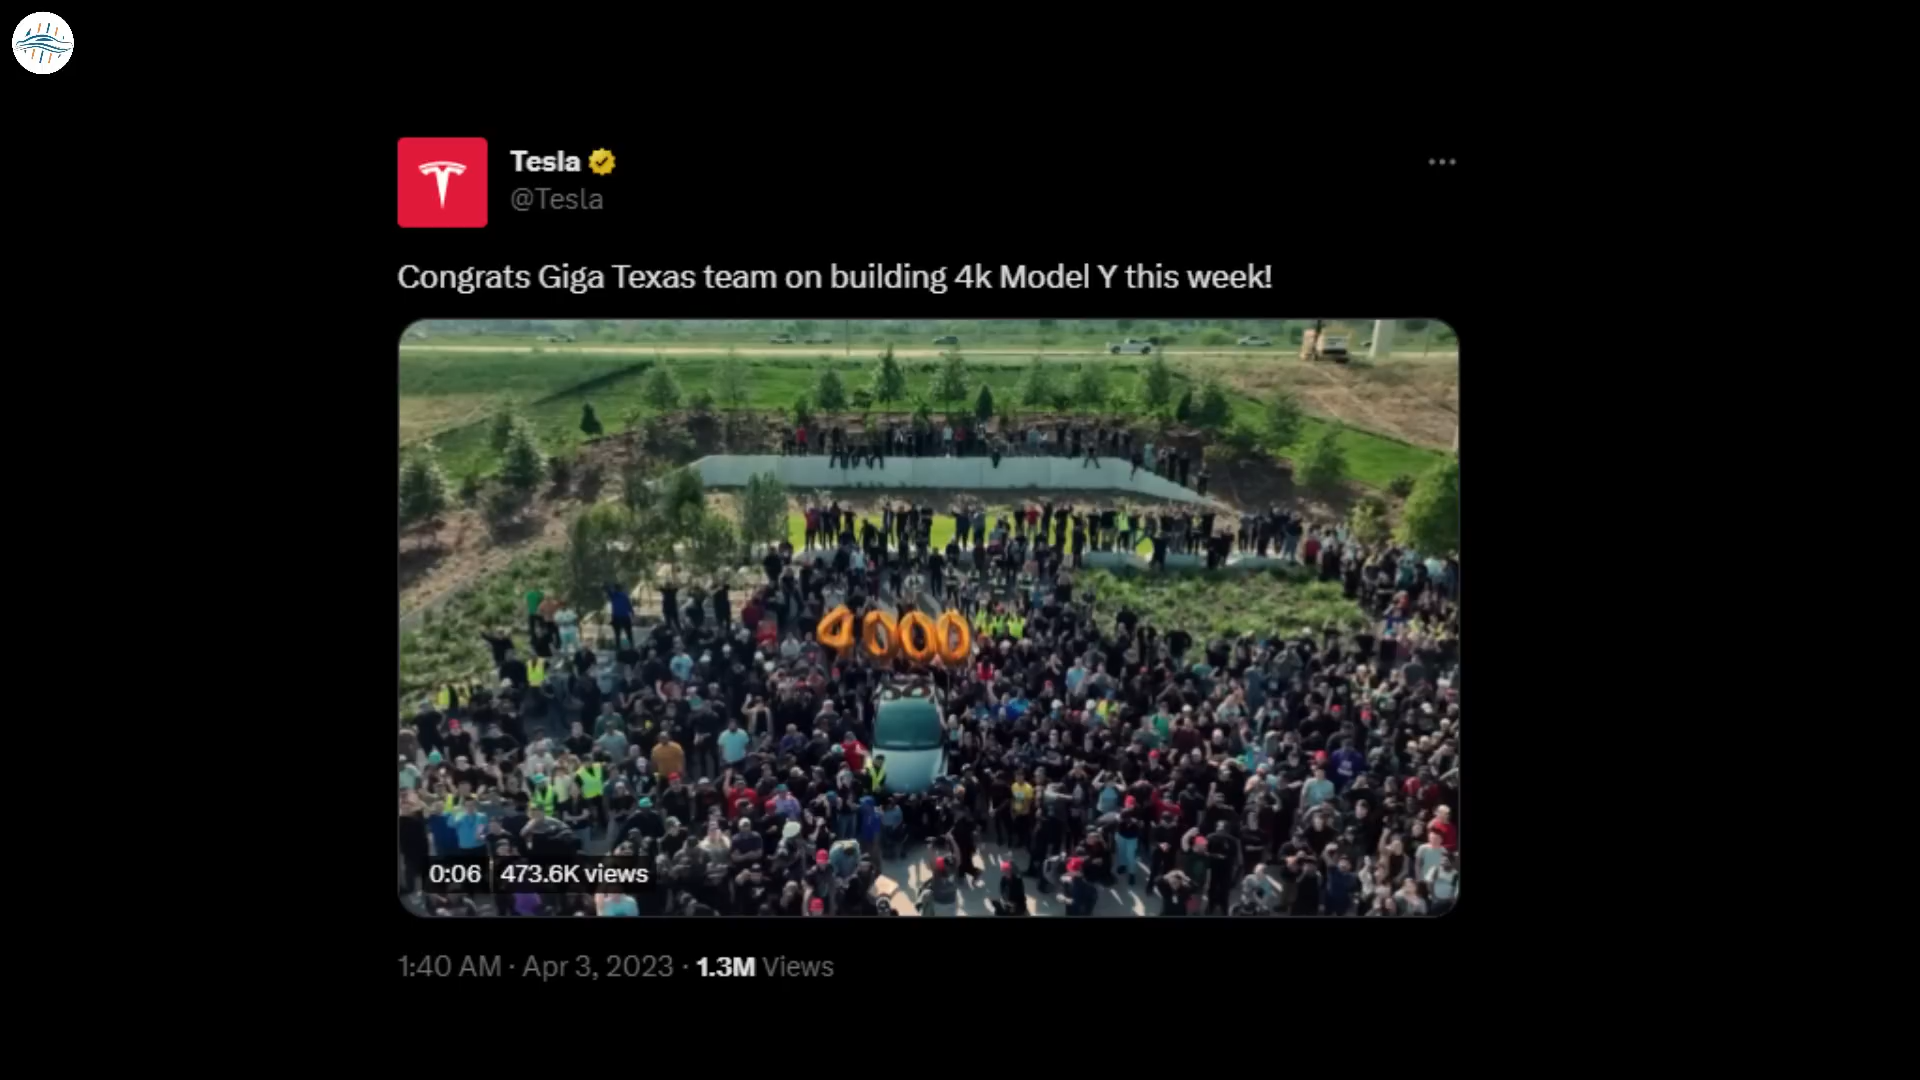 Tesla
@Tesla
Congrats Giga Texas team on building 4k Model Y this week!
4000
0:06 473.6K views
1:40 AM · Apr 3, 2023 · 1.3M Views